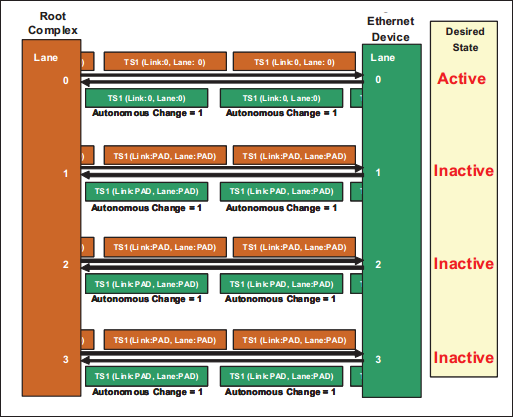 Root
Complex
Ethernet
Device
Desired
State
Lane
Lane
TS1 (Link:0, Lane: 0)
TS1 (Link: 0, Lane: 0)
0
0
Active
TS1 (Link:0, Lane:0)
TS1 (Link:0, Lane:0)
Autonomous Change = 1
Autonomous Change = 1
TS1 (Link:PAD, Lane:PAD)
TS1 (Link:PAD, Lane:PAD)
1
1
Inactive
TS1 (Link:PAD, Lane:PAD)
TS1 (Link:PAD, Lane:PAD)
Autonomous Change = 1
Autonomous Change = 1
TS1 (Link:PAD, Lane:PAD)
TS1 (Link:PAD, Lane:PAD)
2
2
Inactive
TS1 (Link:PAD, Lane:PAD)
TS1 (Link:PAD, Lane:PAD)
Autonomous Change = 1
Autonomous Change = 1
TS1 (Link:PAD, Lane:PAD)
TS1 (Link:PAD, Lane:PAD)
3
3
Inactive
TS1 (Link:PAD, Lane:PAD)
TS1 (Link:PAD, Lane:PAD)
Autonomous Change = 1
Autonomous Change = 1